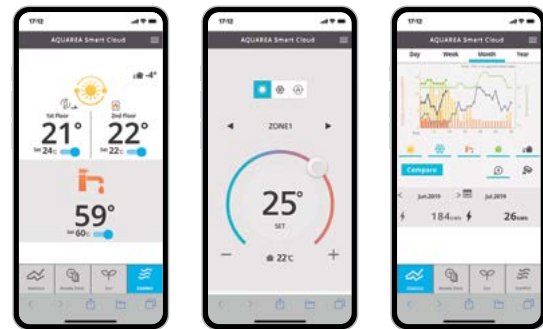 17:12
AQUAREA Smart Cloud
-4°
1st Floor
2nd Floor
21°
22°
Set 24°C
Set 22°C
59°
Set 60°C
17:12
AQUAREA Smart Cloud
ZONE1
25°
SET
22°C
17:12
AQUAREA Smart Cloud
Day Week Month Year
Compare
Jun.2019
Jul.2019
184kWh
26kWh